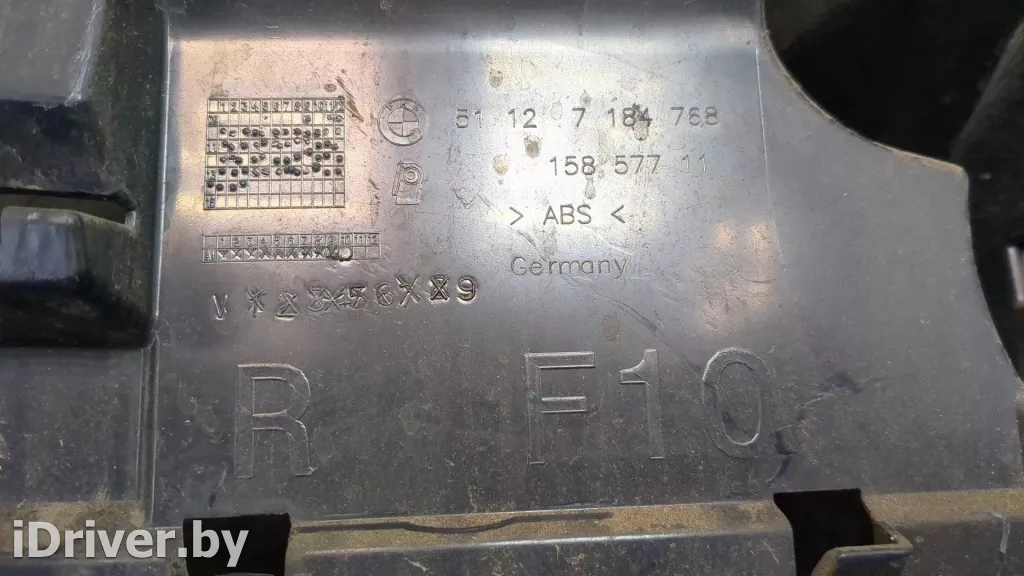 51 12 7 184 768
158 577 11
> ABS <
Germany
R F10
iDriver.by